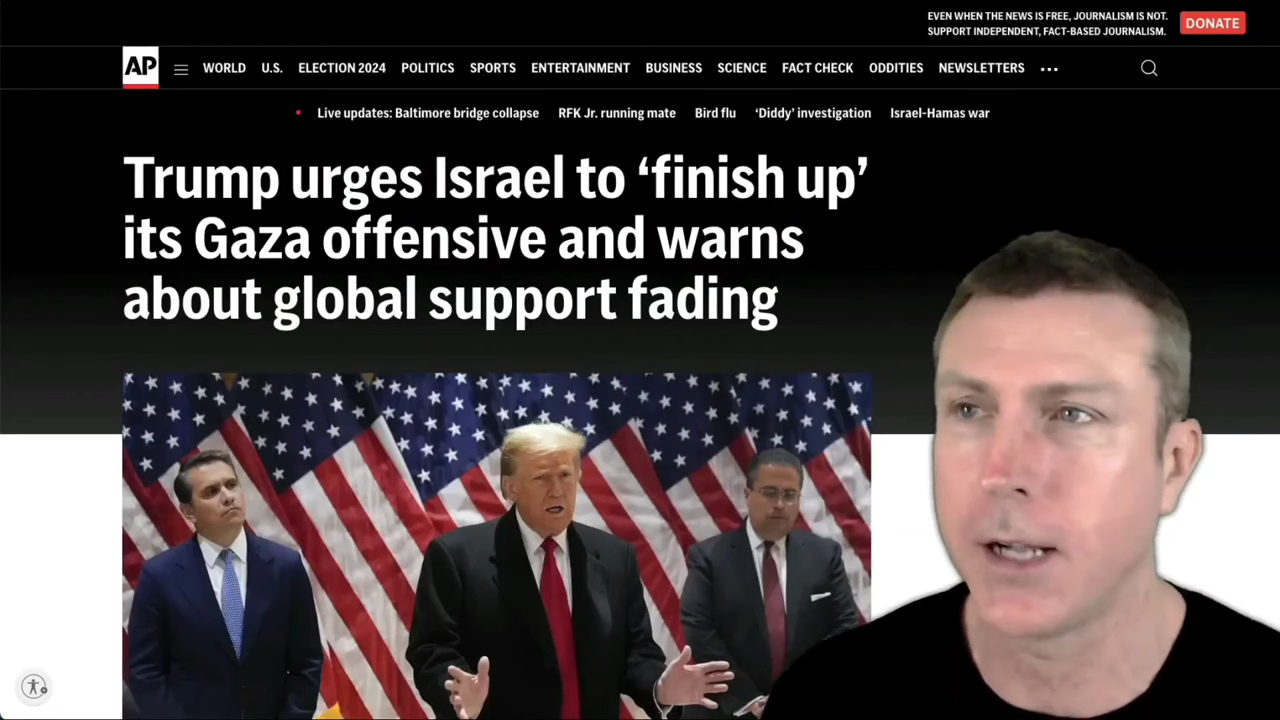 EVEN WHEN THE NEWS IS FREE, JOURNALISM IS NOT.
SUPPORT INDEPENDENT, FACT-BASED JOURNALISM.
DONATE
AP
WORLD U.S. ELECTION 2024 POLITICS SPORTS ENTERTAINMENT BUSINESS SCIENCE FACT CHECK ODDITIES NEWSLETTERS ...
Live updates: Baltimore bridge collapse RFK Jr. running mate Bird flu ‘Diddy’ investigation Israel-Hamas war
Trump urges Israel to ‘finish up’
its Gaza offensive and warns
about global support fading